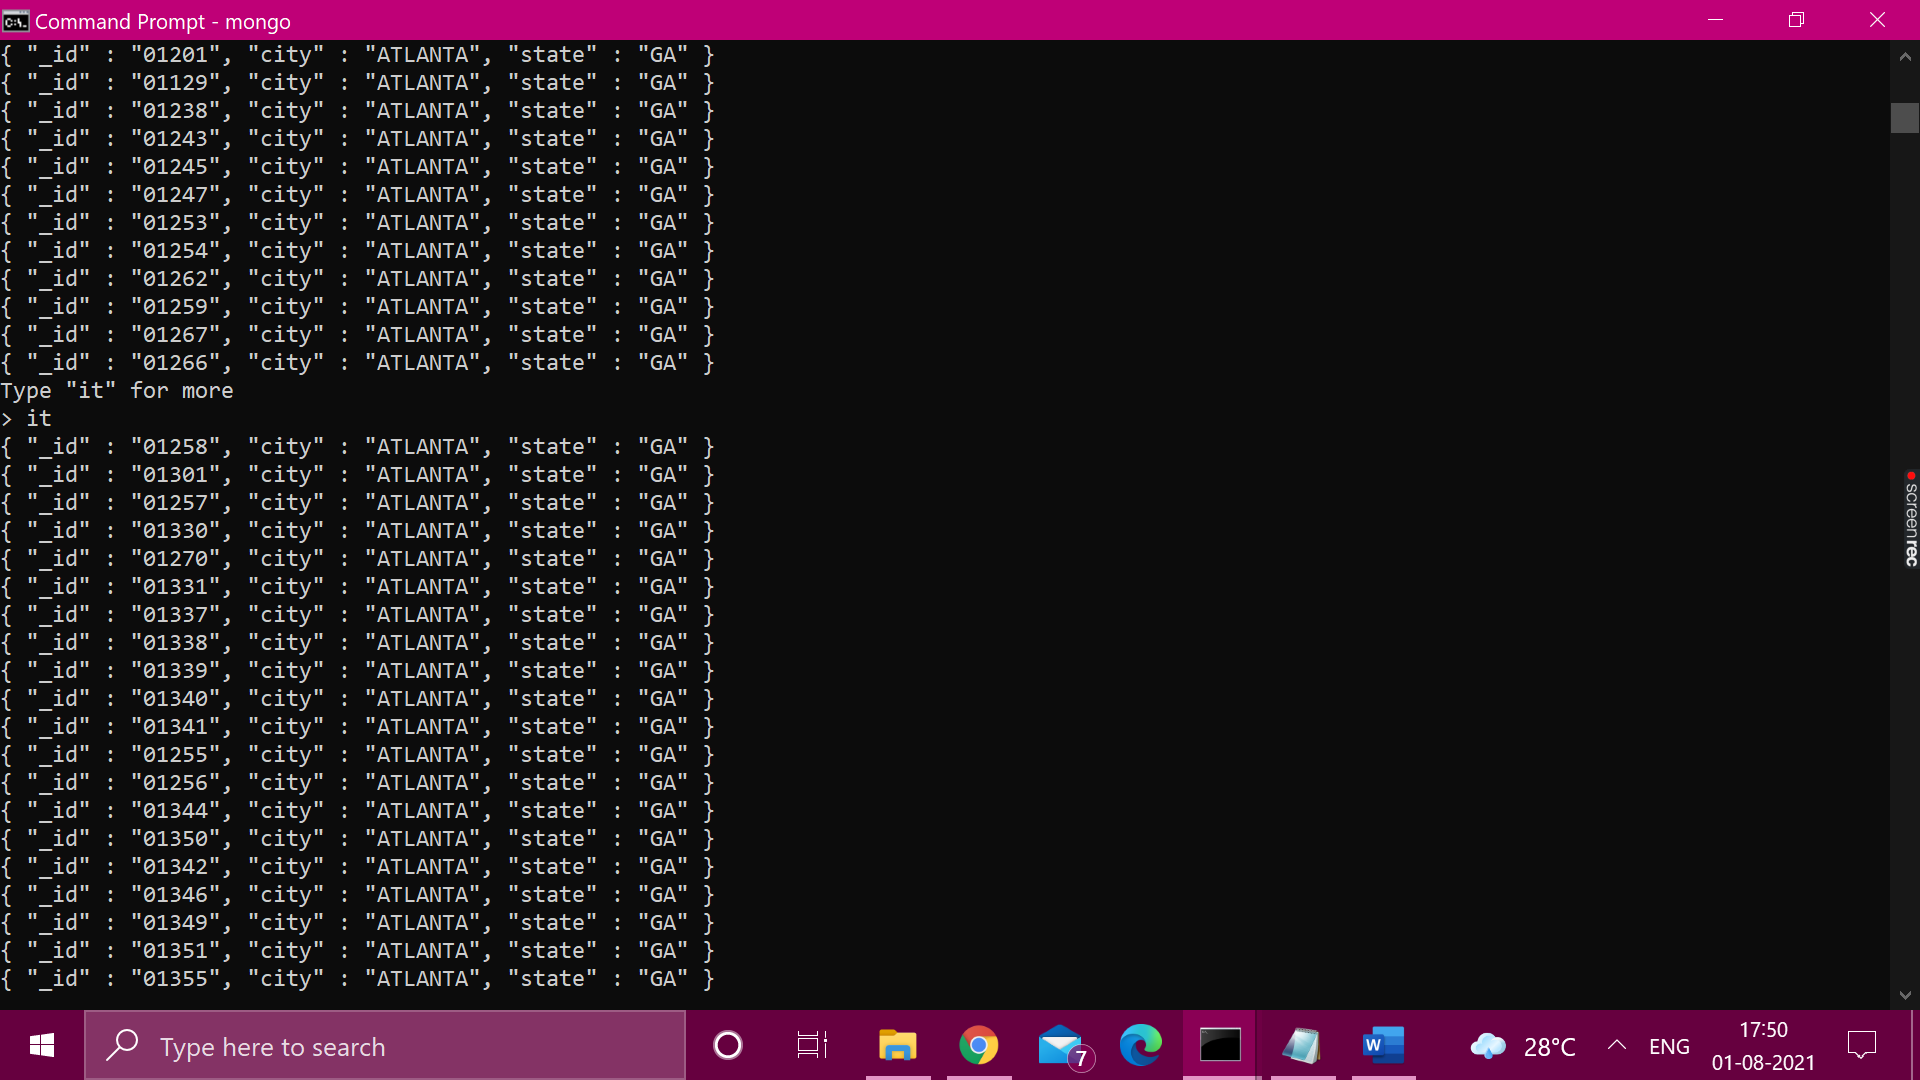 Command Prompt - mongo
{ "_id" : "01201", "city" : "ATLANTA", "state" : "GA" }
{ "_id" : "01129", "city" : "ATLANTA", "state" : "GA" }
{ "_id" : "01238", "city" : "ATLANTA", "state" : "GA" }
{ "_id" : "01243", "city" : "ATLANTA", "state" : "GA" }
{ "_id" : "01245", "city" : "ATLANTA", "state" : "GA" }
{ "_id" : "01247", "city" : "ATLANTA", "state" : "GA" }
{ "_id" : "01253", "city" : "ATLANTA", "state" : "GA" }
{ "_id" : "01254", "city" : "ATLANTA", "state" : "GA" }
{ "_id" : "01262", "city" : "ATLANTA", "state" : "GA" }
{ "_id" : "01259", "city" : "ATLANTA", "state" : "GA" }
{ "_id" : "01267", "city" : "ATLANTA", "state" : "GA" }
{ "_id" : "01266", "city" : "ATLANTA", "state" : "GA" }
Type "it" for more
> it
{ "_id" : "01258", "city" : "ATLANTA", "state" : "GA" }
{ "_id" : "01301", "city" : "ATLANTA", "state" : "GA" }
{ "_id" : "01257", "city" : "ATLANTA", "state" : "GA" }
{ "_id" : "01330", "city" : "ATLANTA", "state" : "GA" }
{ "_id" : "01270", "city" : "ATLANTA", "state" : "GA" }
{ "_id" : "01331", "city" : "ATLANTA", "state" : "GA" }
{ "_id" : "01337", "city" : "ATLANTA", "state" : "GA" }
{ "_id" : "01338", "city" : "ATLANTA", "state" : "GA" }
{ "_id" : "01339", "city" : "ATLANTA", "state" : "GA" }
{ "_id" : "01340", "city" : "ATLANTA", "state" : "GA" }
{ "_id" : "01341", "city" : "ATLANTA", "state" : "GA" }
{ "_id" : "01255", "city" : "ATLANTA", "state" : "GA" }
{ "_id" : "01256", "city" : "ATLANTA", "state" : "GA" }
{ "_id" : "01344", "city" : "ATLANTA", "state" : "GA" }
{ "_id" : "01350", "city" : "ATLANTA", "state" : "GA" }
{ "_id" : "01342", "city" : "ATLANTA", "state" : "GA" }
{ "_id" : "01346", "city" : "ATLANTA", "state" : "GA" }
{ "_id" : "01349", "city" : "ATLANTA", "state" : "GA" }
{ "_id" : "01351", "city" : "ATLANTA", "state" : "GA" }
{ "_id" : "01355", "city" : "ATLANTA", "state" : "GA" }
screenrec
Type here to search
7
W
28°C
ENG
17:50
01-08-2021